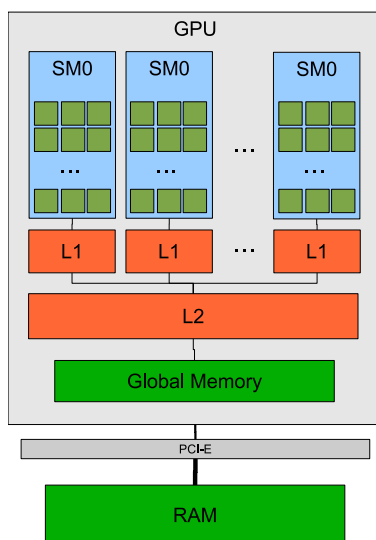 GPU
SM0 SM0 SM0
...
... ... ...
L1 L1 ... L1
L2
Global Memory
PCI-E
RAM